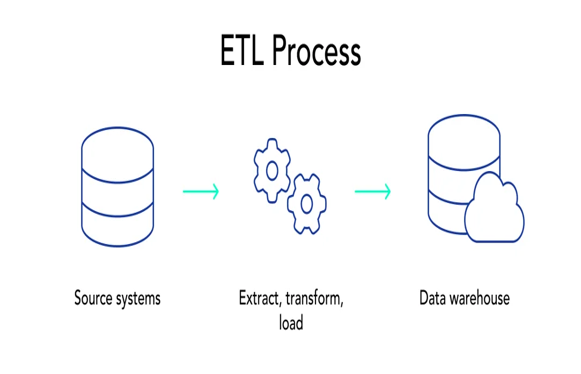 ETL Process
Source systems
Extract, transform,
load
Data warehouse